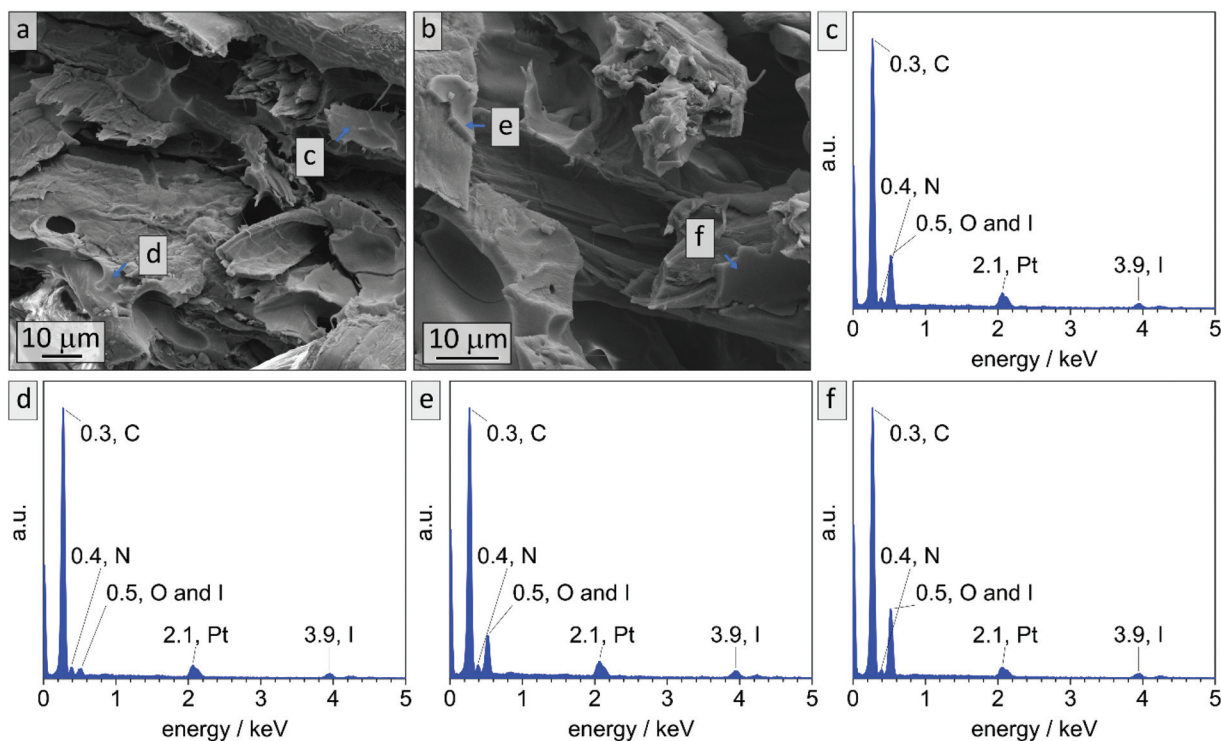 a
c
d
10 μm
b
e
f
10 μm
c
a.u.
0.3, C
0.4, N
0.5, O and I
2.1, Pt
3.9, I
0 1 2 3 4 5
energy / keV
d
a.u.
0.3, C
0.4, N
0.5, O and I
2.1, Pt
3.9, I
0 1 2 3 4 5
energy / keV
e
a.u.
0.3, C
0.4, N
0.5, O and I
2.1, Pt
3.9, I
0 1 2 3 4 5
energy / keV
f
a.u.
0.3, C
0.4, N
0.5, O and I
2.1, Pt
3.9, I
0 1 2 3 4 5
energy / keV